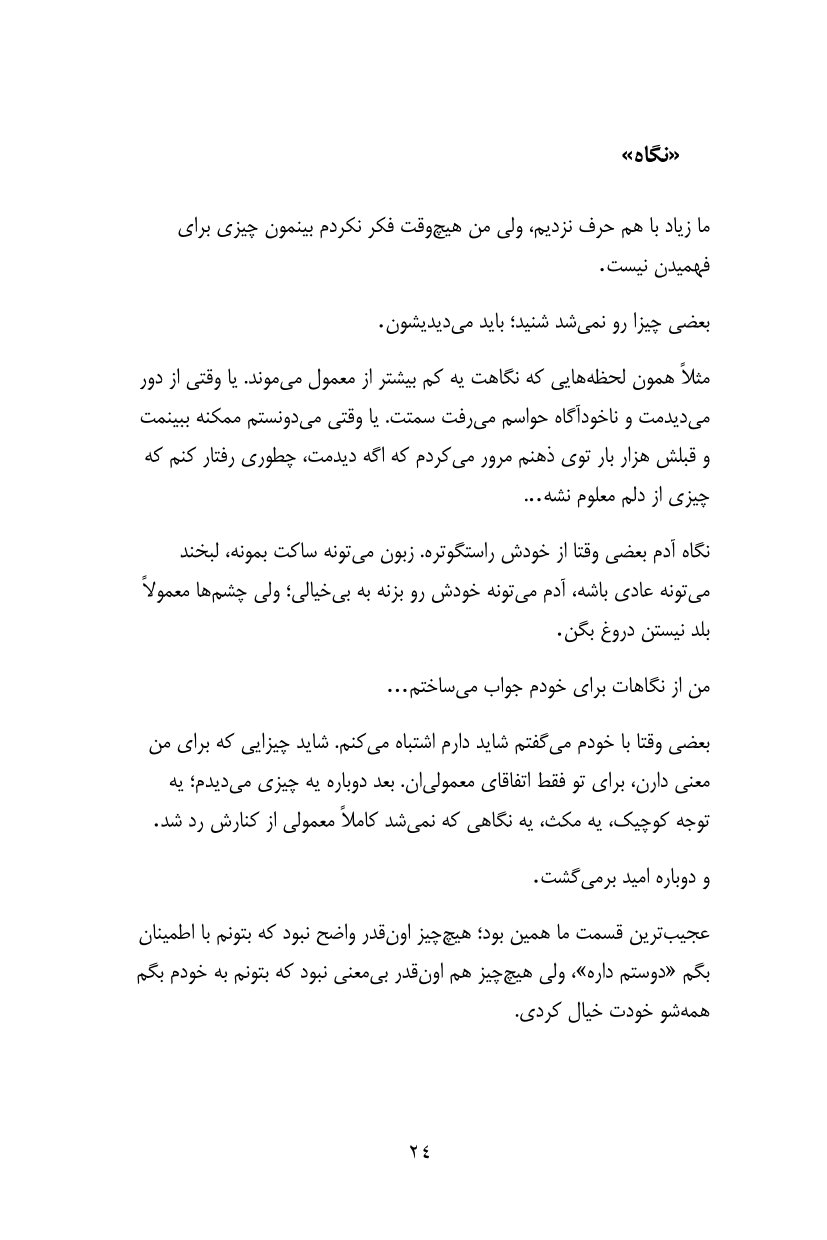 «نگاه»
ما زیاد با هم حرف نزدیم، ولی من هیچ‌وقت فکر نکردم بینمون چیزی برای
فهمیدن نیست.
بعضی چیزا رو نمی‌شد شنید؛ باید می‌دیدیشون.
مثلاً همون لحظه‌هایی که نگاهت یه کم بیشتر از معمول می‌موند. یا وقتی از دور
می‌دیدمت و ناخودآگاه حواسم می‌رفت سمتت. یا وقتی می‌دونستم ممکنه ببینمت
و قبلش هزار بار توی ذهنم مرور می‌کردم که اگه دیدمت، چطوری رفتار کنم که
چیزی از دلم معلوم نشه...
نگاه آدم بعضی وقتا از خودش راستگوتره. زبون می‌تونه ساکت بمونه، لبخند
می‌تونه عادی باشه، آدم می‌تونه خودش رو بزنه به بی‌خیالی؛ ولی چشم‌ها معمولاً
بلد نیستن دروغ بگن.
من از نگاهات برای خودم جواب می‌ساختم...
بعضی وقتا با خودم می‌گفتم شاید دارم اشتباه می‌کنم. شاید چیزایی که برای من
معنی دارن، برای تو فقط اتفاقای معمولی‌ان. بعد دوباره یه چیزی می‌دیدم؛ یه
توجه کوچیک، یه مکث، یه نگاهی که نمی‌شد کاملاً معمولی از کنارش رد شد.
و دوباره امید برمی‌گشت.
عجیب‌ترین قسمت ما همین بود؛ هیچ‌چیز اون‌قدر واضح نبود که بتونم با اطمینان
بگم «دوستم داره»، ولی هیچ‌چیز هم اون‌قدر بی‌معنی نبود که بتونم به خودم بگم
همه‌شو خودت خیال کردی.
۲۴